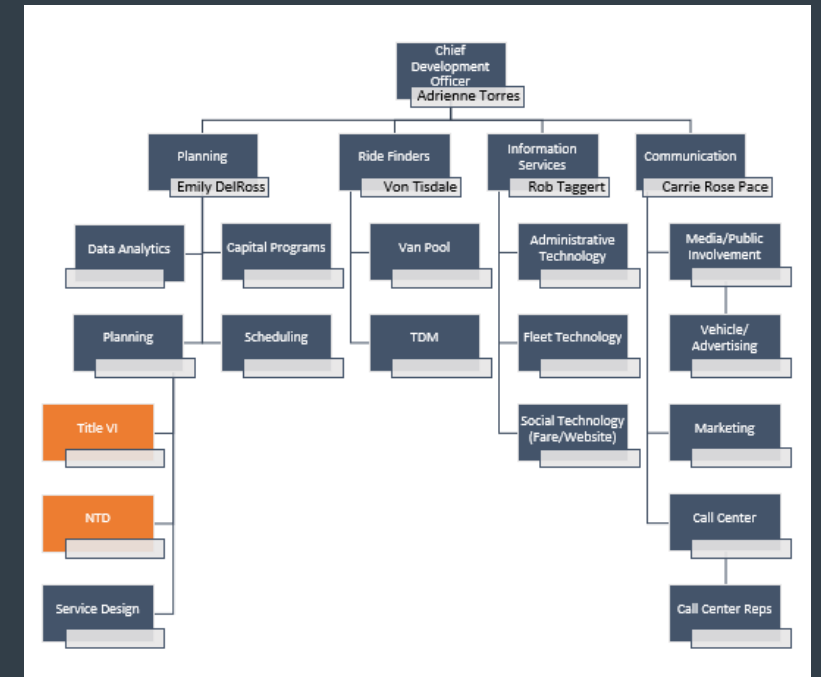 Chief
Development
Officer
Adrienne Torres
Planning
Emily DelRoss
Ride Finders
Von Tisdale
Information
Services
Rob Taggert
Communication
Carrie Rose Pace
Data Analytics
Capital Programs
Van Pool
Administrative
Technology
Media/Public
Involvement
Planning
Scheduling
TDM
Fleet Technology
Vehicle/
Advertising
Title VI
Social Technology
(Fare/Website)
Marketing
NTD
Call Center
Service Design
Call Center Reps